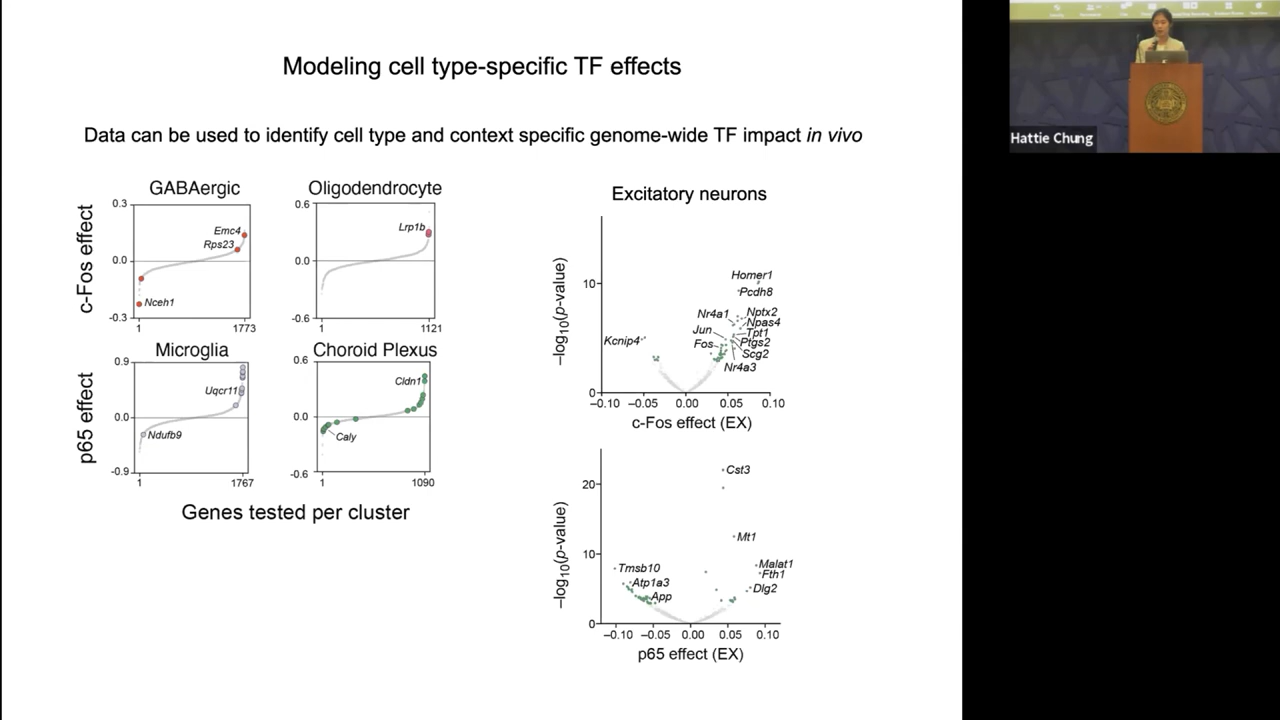 Modeling cell type-specific TF effects
Data can be used to identify cell type and context specific genome-wide TF impact in vivo
GABAergic
Oligodendrocyte
c-Fos effect
0.3
0.0
-0.3
Emc4
Rps23
Nceh1
1
1773
0.6
0.0
-0.6
Lrp1b
1
1121
Microglia
Choroid Plexus
p65 effect
0.9
0.0
-0.9
Uqcr11
Ndufb9
1
1767
0.6
0.0
-0.6
Cldn1
Caly
1
1090
Genes tested per cluster
Excitatory neurons
−log10(p-value)
10
0
Homer1
Pcdh8
Nr4a1
Nptx2
Npas4
Jun
Tpt1
Kcnip4
Fos
Ptgs2
Scg2
Nr4a3
−0.10
−0.05
0.00
0.05
0.10
c-Fos effect (EX)
−log10(p-value)
20
10
0
Cst3
Mt1
Malat1
Fth1
Dlg2
Tmsb10
Atp1a3
App
−0.10
−0.05
0.00
0.05
0.10
p65 effect (EX)
Hattie Chung